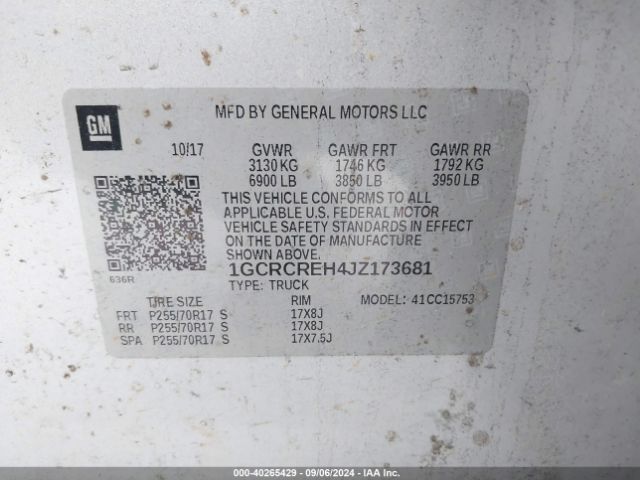 GM
MFD BY GENERAL MOTORS LLC
10/17 GVWR GAWR FRT GAWR RR
3130 KG 1746 KG 1792 KG
6900 LB 3850 LB 3950 LB
THIS VEHICLE CONFORMS TO ALL
APPLICABLE U.S. FEDERAL MOTOR
VEHICLE SAFETY STANDARDS IN EFFECT
ON THE DATE OF MANUFACTURE
SHOWN ABOVE.
1GCRCREH4JZ173681
636R TYPE: TRUCK
TIRE SIZE RIM MODEL: 41CC15753
FRT P255/70R17 S 17X8J
RR P255/70R17 S 17X8J
SPA P255/70R17 S 17X7.5J
000-40265429 - 09/06/2024 - IAA Inc.